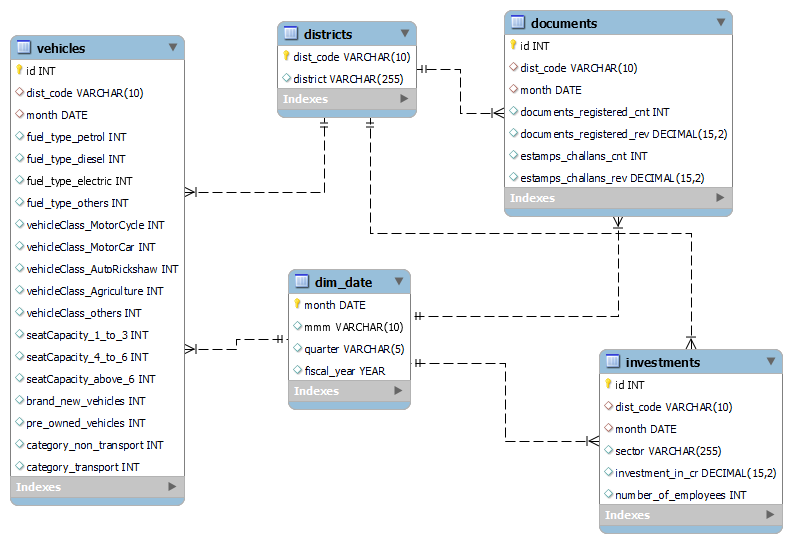 vehicles
id INT
dist_code VARCHAR(10)
month DATE
fuel_type_petrol INT
fuel_type_diesel INT
fuel_type_electric INT
fuel_type_others INT
vehicleClass_MotorCycle INT
vehicleClass_MotorCar INT
vehicleClass_AutoRickshaw INT
vehicleClass_Agriculture INT
vehicleClass_others INT
seatCapacity_1_to_3 INT
seatCapacity_4_to_6 INT
seatCapacity_above_6 INT
brand_new_vehicles INT
pre_owned_vehicles INT
category_non_transport INT
category_transport INT
Indexes
districts
dist_code VARCHAR(10)
district VARCHAR(255)
Indexes
documents
id INT
dist_code VARCHAR(10)
month DATE
documents_registered_cnt INT
documents_registered_rev DECIMAL(15,2)
estamps_challans_cnt INT
estamps_challans_rev DECIMAL(15,2)
Indexes
dim_date
month DATE
mmm VARCHAR(10)
quarter VARCHAR(5)
fiscal_year YEAR
Indexes
investments
id INT
dist_code VARCHAR(10)
month DATE
sector VARCHAR(255)
investment_in_cr DECIMAL(15,2)
number_of_employees INT
Indexes